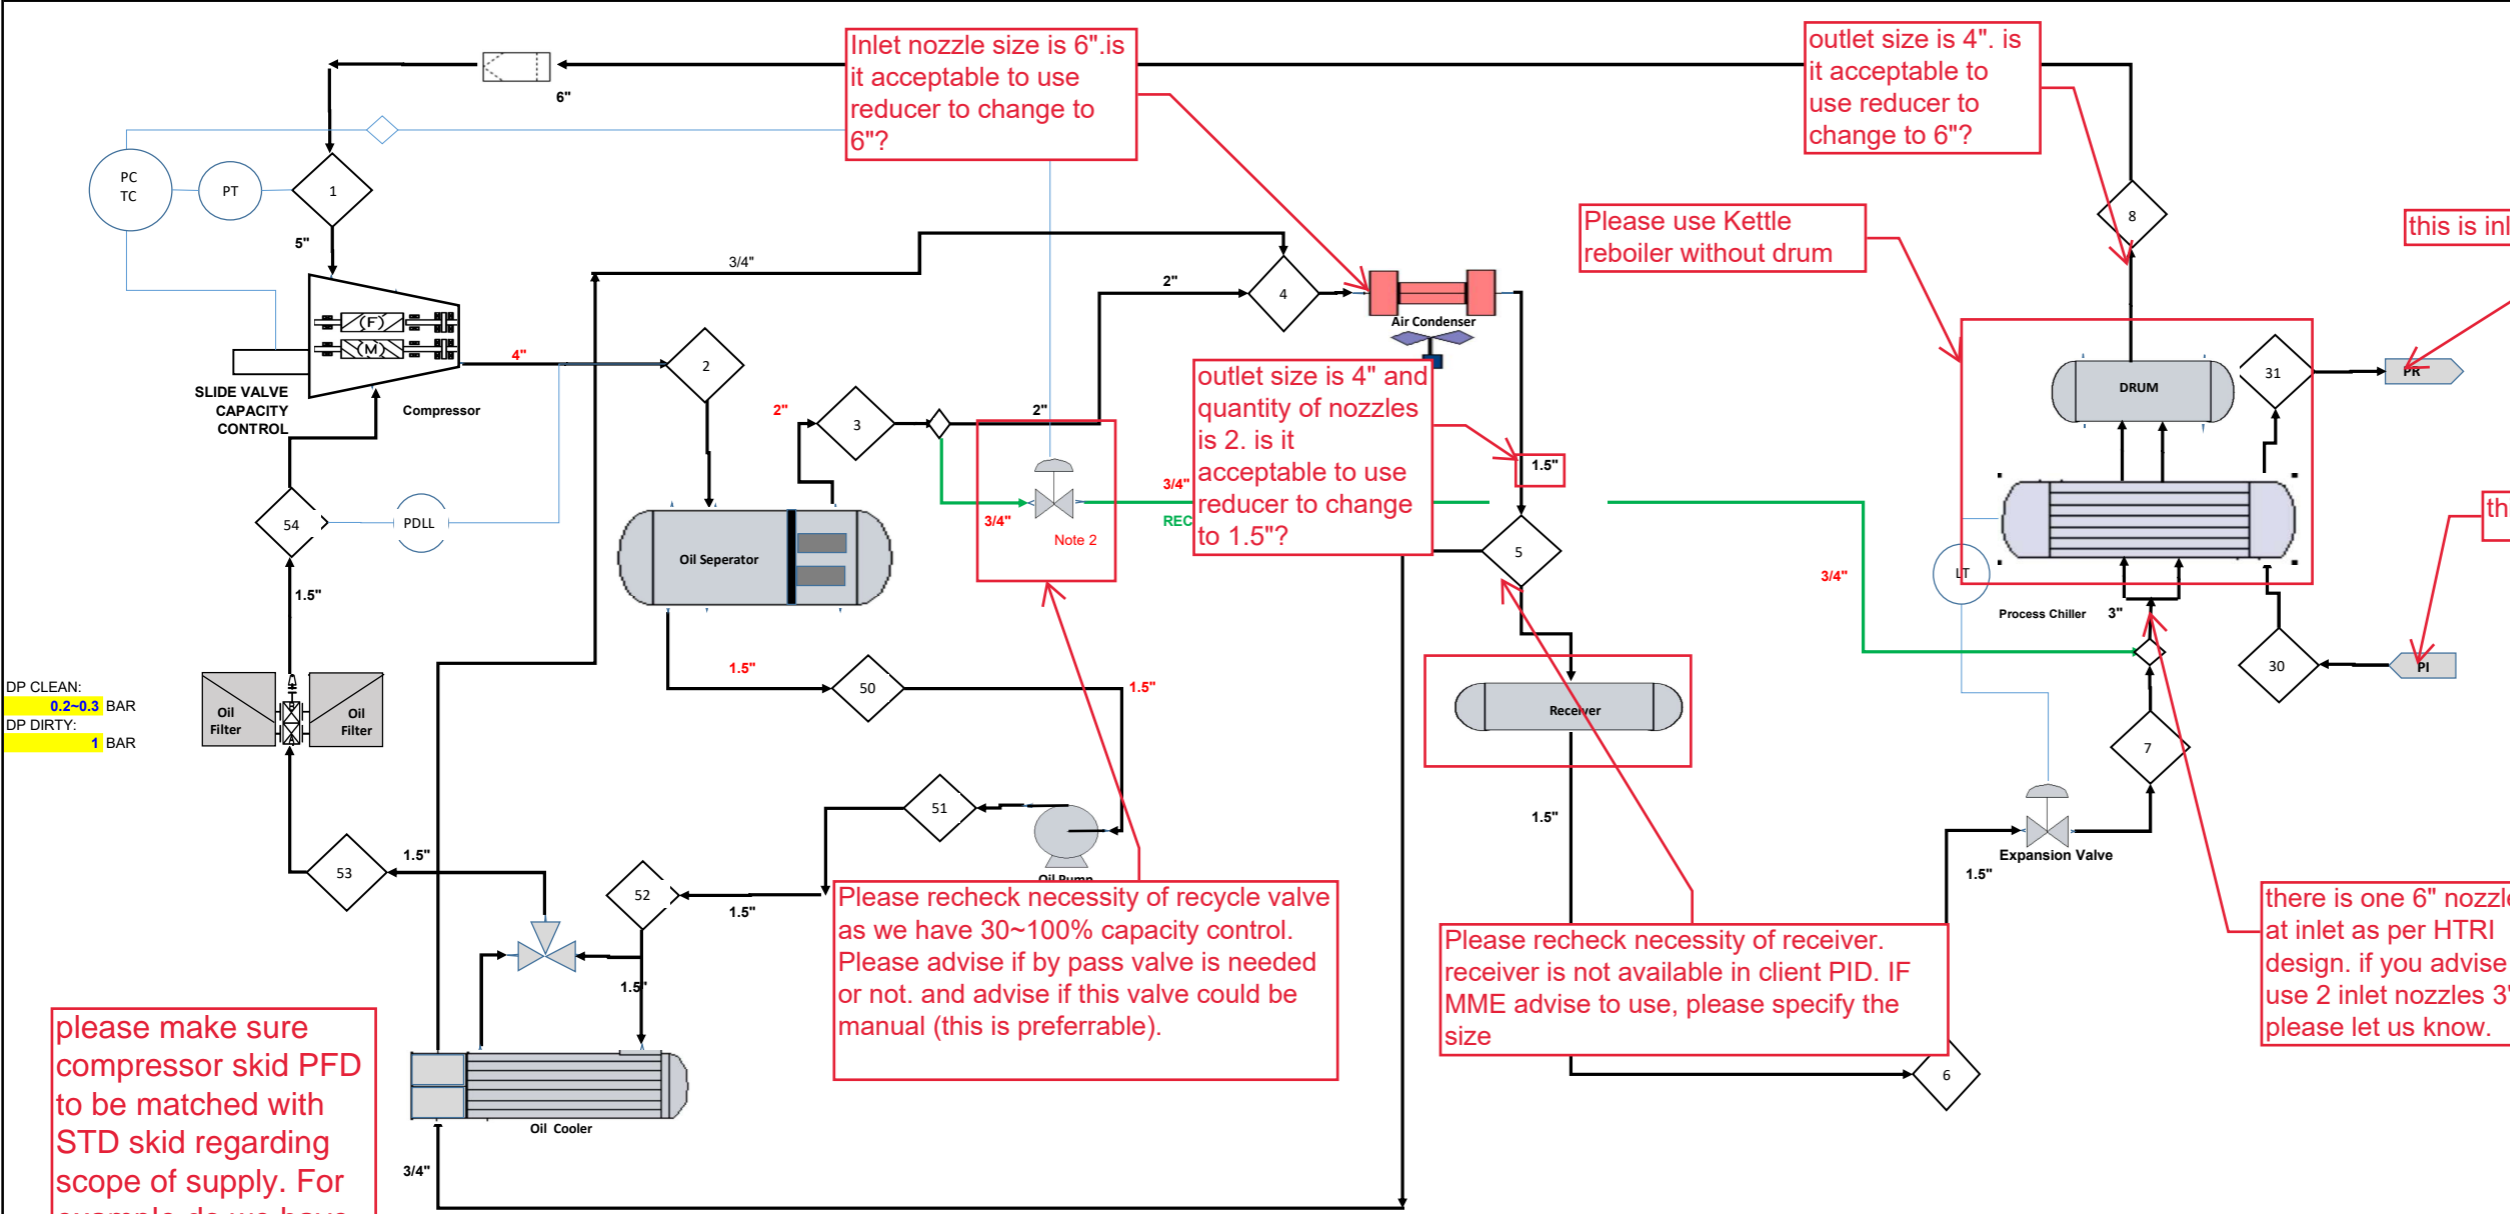 Inlet nozzle size is 6".is
it acceptable to use
reducer to change to
6"?
outlet size is 4". is
it acceptable to
use reducer to
change to 6"?
6"
PC
TC
PT
1
5"
8
Please use Kettle
reboiler without drum
this is inl
3/4"
2"
4
Air Condenser
(F)
(M)
4"
2
SLIDE VALVE
CAPACITY
CONTROL
Compressor
2"
3
2"
outlet size is 4" and
quantity of nozzles
is 2. is it
acceptable to use
reducer to change
to 1.5"?
1.5"
DRUM
31
PR
54
PDLL
3/4"
3/4"
REC
Note 2
Oil Seperator
5
th
LT
3/4"
1.5"
Process Chiller
3"
30
PI
1.5"
50
1.5"
DP CLEAN:
0.2~0.3 BAR
DP DIRTY:
1 BAR
Oil
Filter
Oil
Filter
Receiver
7
51
1.5"
Oil Pump
Expansion Valve
1.5"
53
1.5"
52
1.5"
1.5"
Please recheck necessity of recycle valve
as we have 30~100% capacity control.
Please advise if by pass valve is needed
or not. and advise if this valve could be
manual (this is preferrable).
Please recheck necessity of receiver.
receiver is not available in client PID. IF
MME advise to use, please specify the
size
there is one 6" nozzle
at inlet as per HTRI
design. if you advise
use 2 inlet nozzles 3"
please let us know.
6
please make sure
compressor skid PFD
to be matched with
STD skid regarding
scope of supply. For
example do we have
Oil Cooler
3/4"